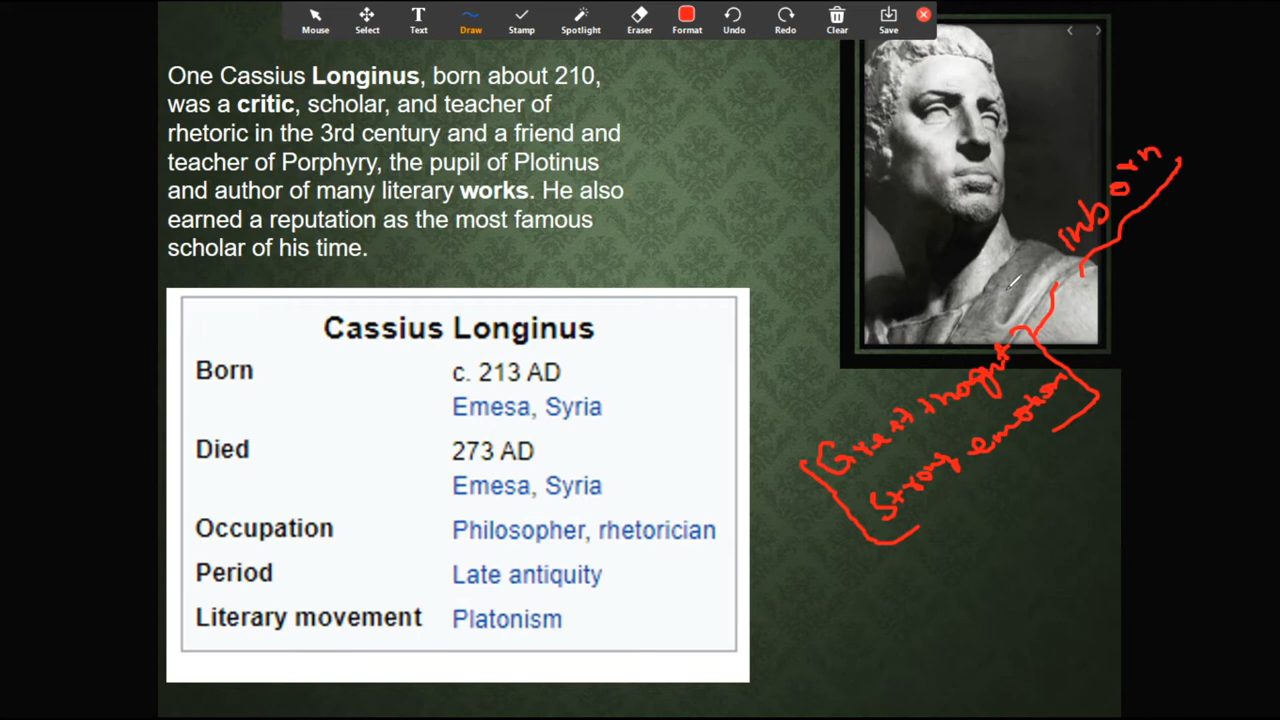 Mouse Select Text Draw Stamp Spotlight Eraser Format Undo Redo Clear Save
One Cassius Longinus, born about 210,
was a critic, scholar, and teacher of
rhetoric in the 3rd century and a friend and
teacher of Porphyry, the pupil of Plotinus
and author of many literary works. He also
earned a reputation as the most famous
scholar of his time.
Cassius Longinus
Born c. 213 AD
Emesa, Syria
Died 273 AD
Emesa, Syria
Occupation Philosopher, rhetorician
Period Late antiquity
Literary movement Platonism
inborn
Great thought
Strong emotion